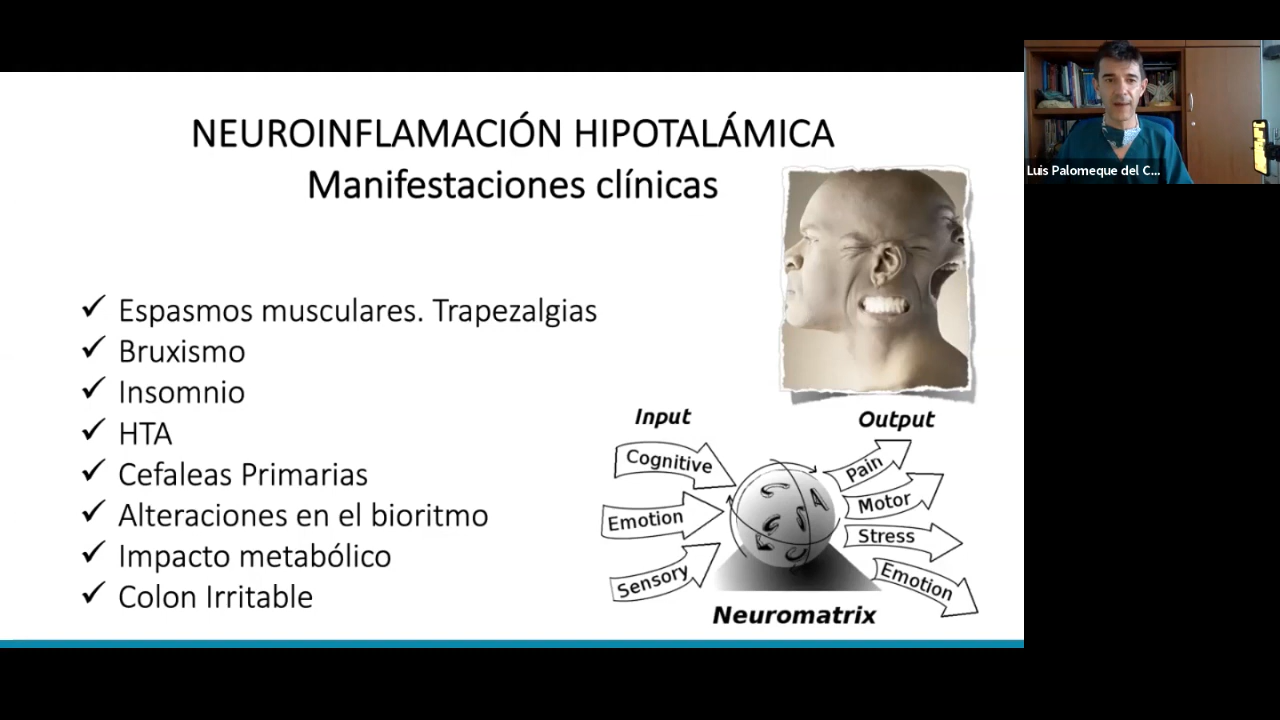 NEUROINFLAMACIÓN HIPOTALÁMICA
Manifestaciones clínicas
Luis Palomeque del C...
✓ Espasmos musculares. Trapezalgias
✓ Bruxismo
✓ Insomnio
✓ HTA
✓ Cefaleas Primarias
✓ Alteraciones en el bioritmo
✓ Impacto metabólico
✓ Colon Irritable
Input
Cognitive
Emotion
Sensory
Output
Pain
Motor
Stress
Emotion
Neuromatrix